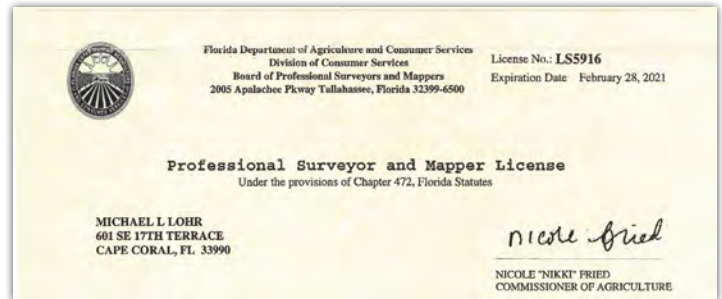 Florida Department of Agriculture and Consumer Services
Division of Consumer Services
Board of Professional Surveyors and Mappers
2005 Apalachee Pkway Tallahassee, Florida 32399-6500
License No.: LS5916
Expiration Date February 28, 2021
Professional Surveyor and Mapper License
Under the provisions of Chapter 472, Florida Statutes
MICHAEL L LOHR
601 SE 17TH TERRACE
CAPE CORAL, FL 33990
Nicole Fried
NICOLE "NIKKI" FRIED
COMMISSIONER OF AGRICULTURE